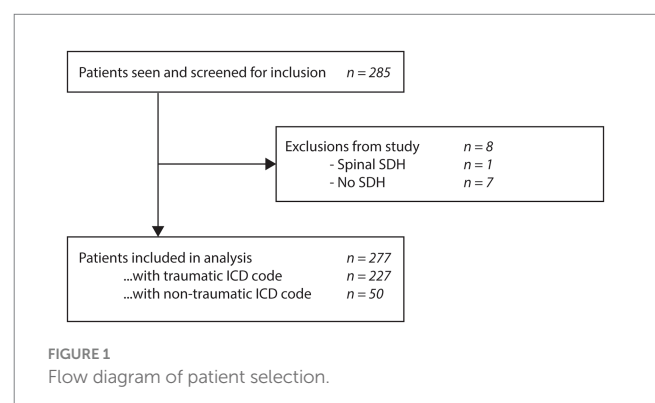 Patients seen and screened for inclusion n = 285
Exclusions from study n = 8
- Spinal SDH n = 1
- No SDH n = 7
Patients included in analysis n = 277
...with traumatic ICD code n = 227
...with non-traumatic ICD code n = 50
FIGURE 1
Flow diagram of patient selection.